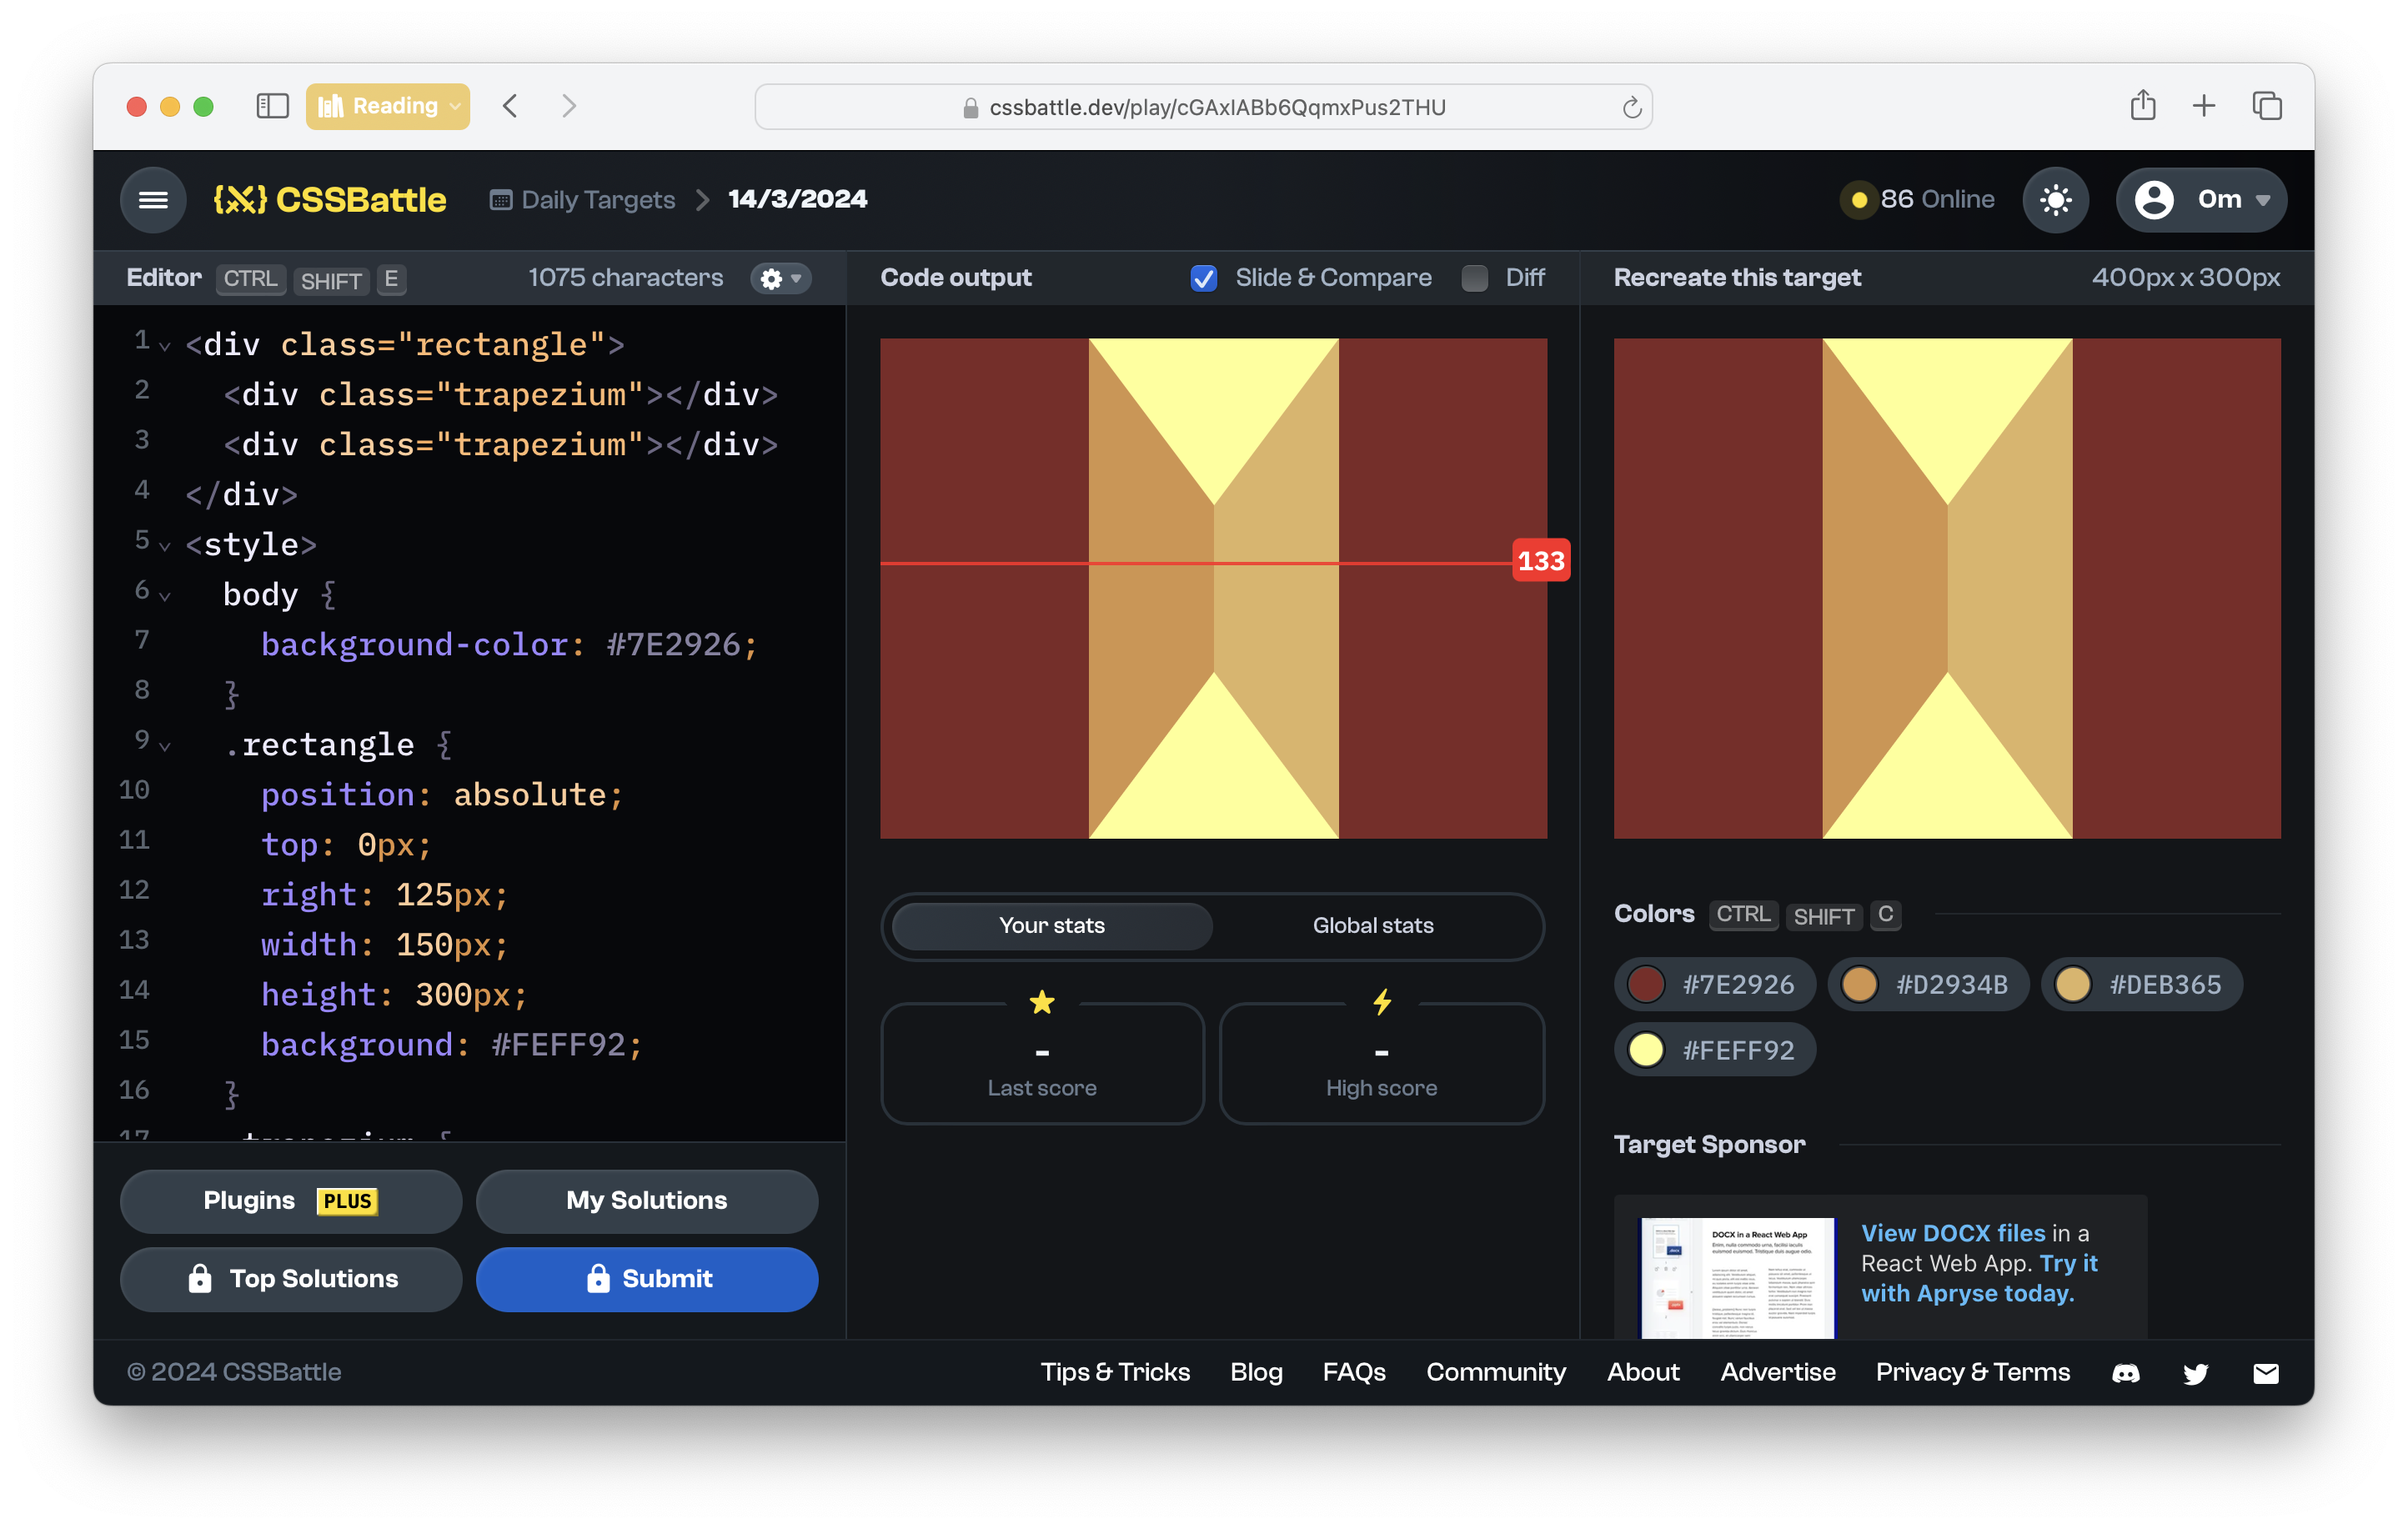 Reading
cssbattle.dev/play/cGAxIABb6QqmxPus2THU
{X} CSSBattle
Daily Targets > 14/3/2024
86 Online
0m
Editor CTRL SHIFT E
1075 characters
1 <div class="rectangle">
2 <div class="trapezium"></div>
3 <div class="trapezium"></div>
4 </div>
5 <style>
6 body {
7 background-color: #7E2926;
8 }
9 .rectangle {
10 position: absolute;
11 top: 0px;
12 right: 125px;
13 width: 150px;
14 height: 300px;
15 background: #FEFF92;
16 }
17 .trapezium {
Plugins PLUS
My Solutions
Top Solutions
Submit
Code output
Slide & Compare
Diff
133
Your stats
Global stats
-
Last score
-
High score
Recreate this target
400px x 300px
Colors CTRL SHIFT C
#7E2926
#D2934B
#DEB365
#FEFF92
Target Sponsor
DOCX in a React Web App
View DOCX files in a
React Web App. Try it
with Apryse today.
© 2024 CSSBattle
Tips & Tricks
Blog
FAQs
Community
About
Advertise
Privacy & Terms